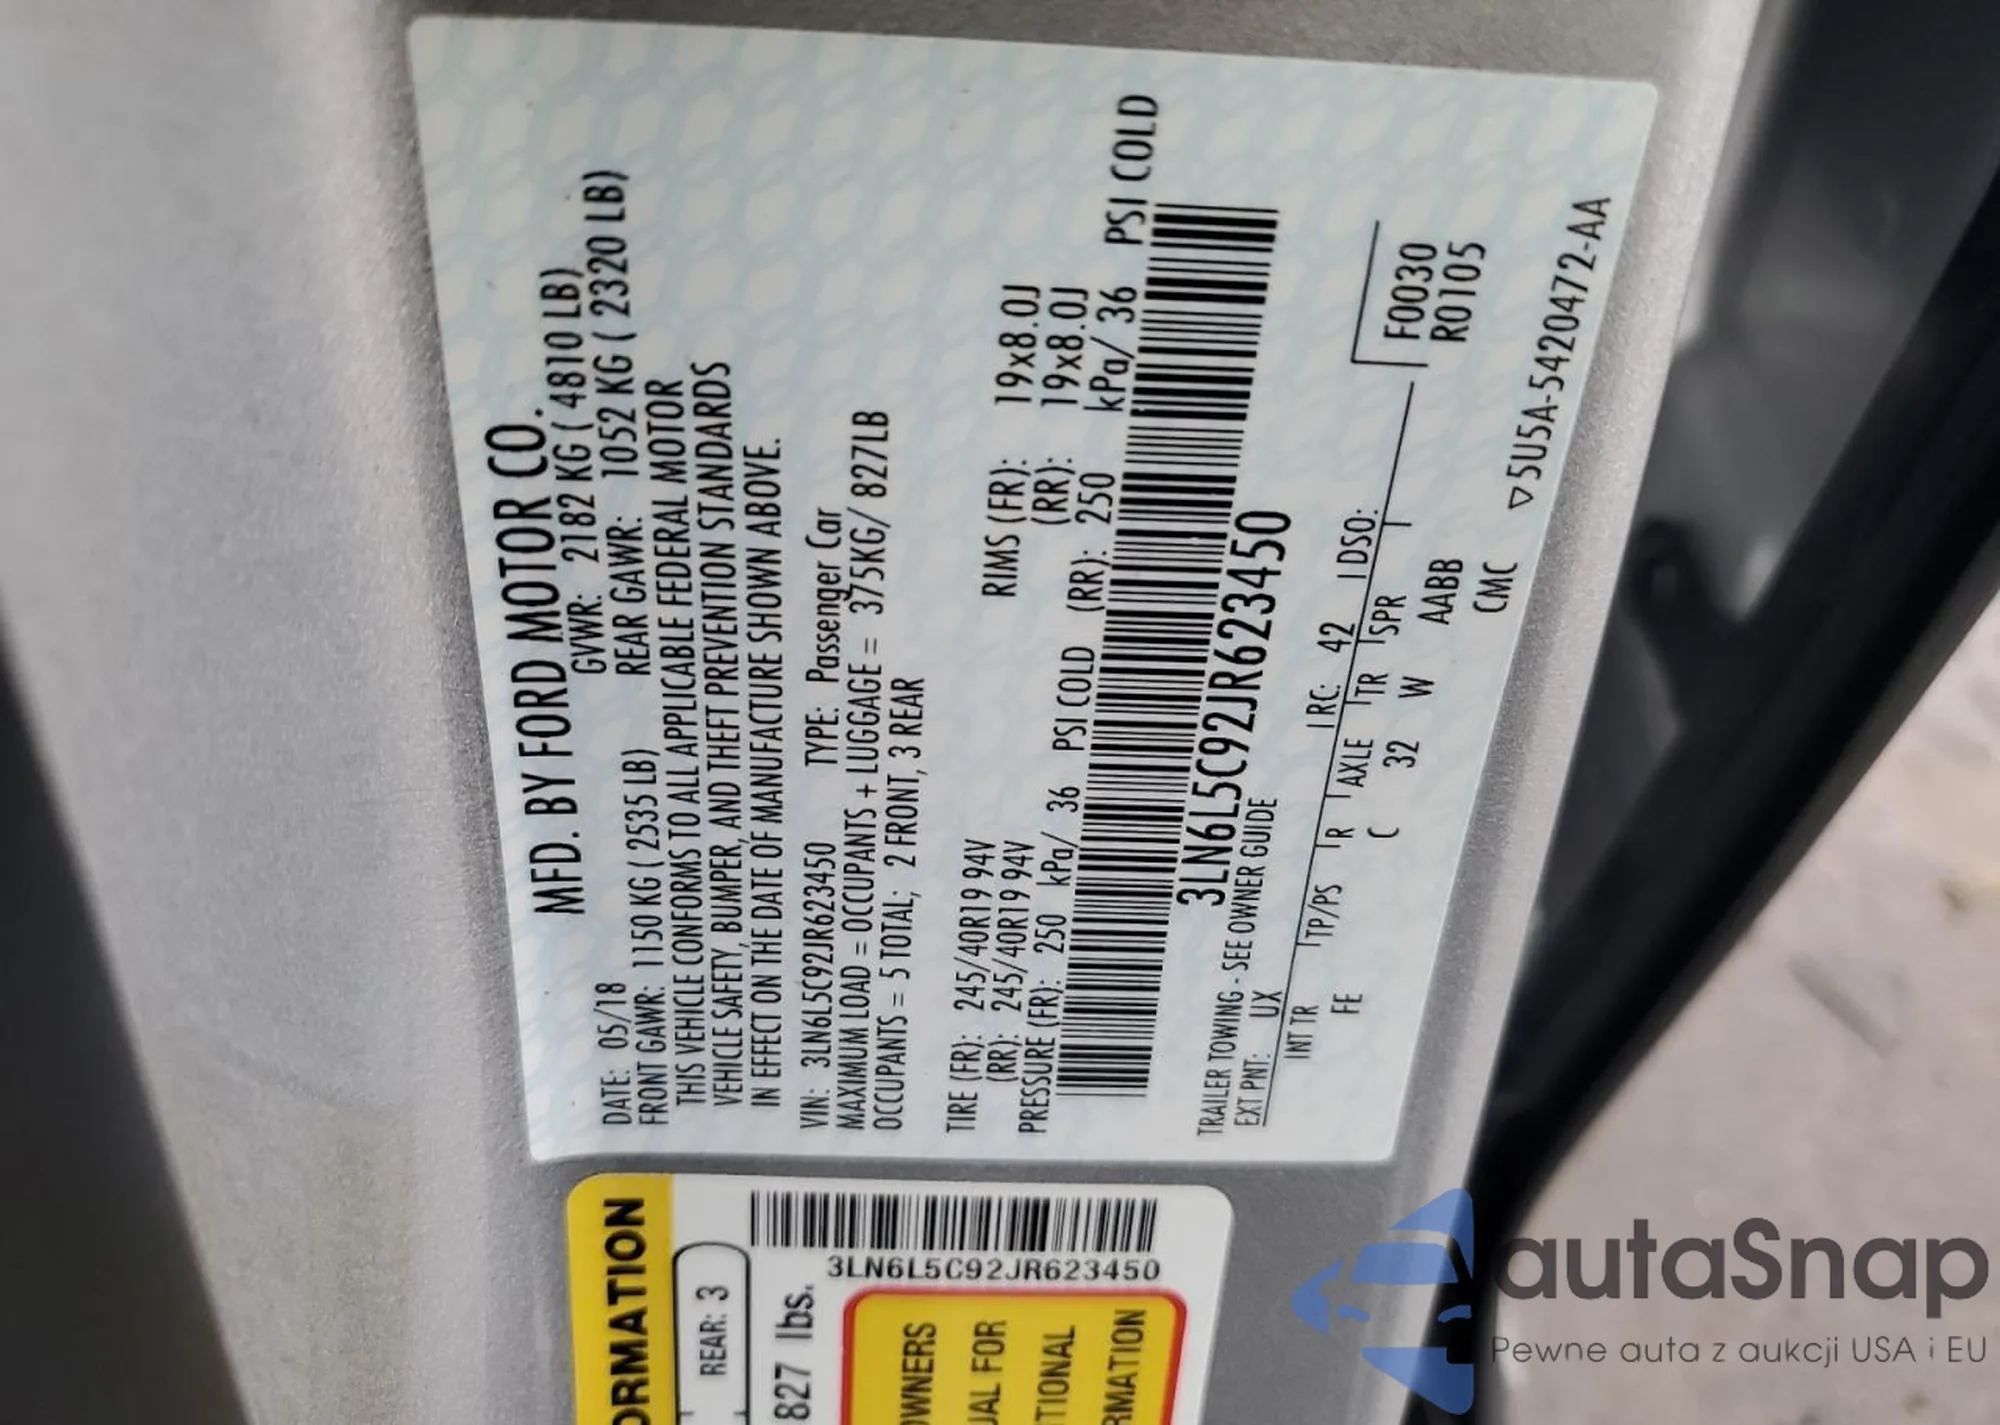 MFD. BY FORD MOTOR CO.
DATE: 05/18 GVWR: 2182 KG ( 4810 LB)
FRONT GAWR: 1150 KG ( 2535 LB) REAR GAWR: 1052 KG ( 2320 LB)
THIS VEHICLE CONFORMS TO ALL APPLICABLE FEDERAL MOTOR
VEHICLE SAFETY, BUMPER, AND THEFT PREVENTION STANDARDS
IN EFFECT ON THE DATE OF MANUFACTURE SHOWN ABOVE.
VIN: 3LN6L5C92JR623450 TYPE: Passenger Car
MAXIMUM LOAD = OCCUPANTS + LUGGAGE = 375KG/ 827LB
OCCUPANTS = 5 TOTAL; 2 FRONT, 3 REAR
TIRE (FR): 245/40R19 94V RIMS (FR): 19x8.0J
(RR): 245/40R19 94V (RR): 19x8.0J
PRESSURE (FR): 250 kPa/ 36 PSI COLD (RR): 250 kPa/ 36 PSI COLD
3LN6L5C92JR623450
TRAILER TOWING - SEE OWNER GUIDE
EXT PNT: UX RC: 42 DSO:
INT TR TP/PS R AXLE TR SPR
FE C 32 W AABB
F0030
R0105
CMC
▽5U5A-5420472-AA
ORMATION
REAR: 3
827 lbs.
3LN6L5C92JR623450
OWNERS
UAL FOR
TIONAL
RMATION
autaSnap
Pewne auta z aukcji USA i EU